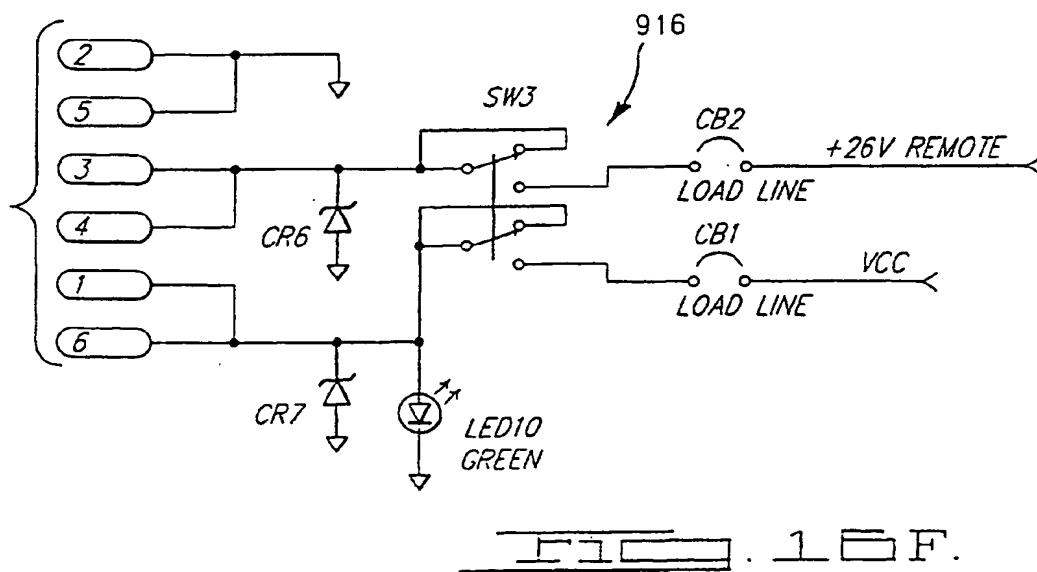 916
2
5
3
4
1
6
SW3
CB2
+26V REMOTE
LOAD LINE
CB1
VCC
LOAD LINE
CR6
CR7
LED10
GREEN
FIG. 16F.